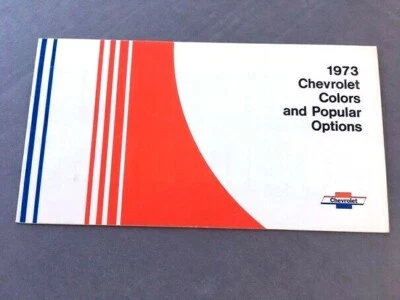 1973
Chevrolet
Colors
and Popular
Options
Chevrolet